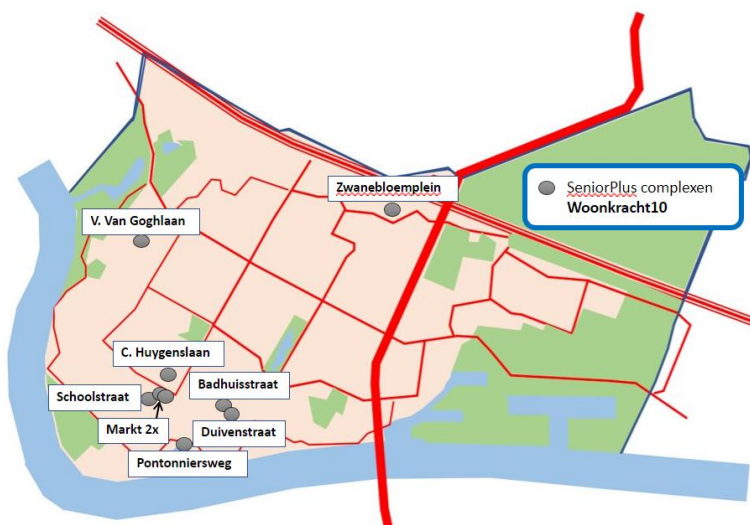 Zwanebloemplein
SeniorPlus complexen
Woonkracht10
V. Van Goghlaan
C. Huygenslaan
Badhuisstraat
Schoolstraat
Markt 2x
Duivenstraat
Pontonniersweg